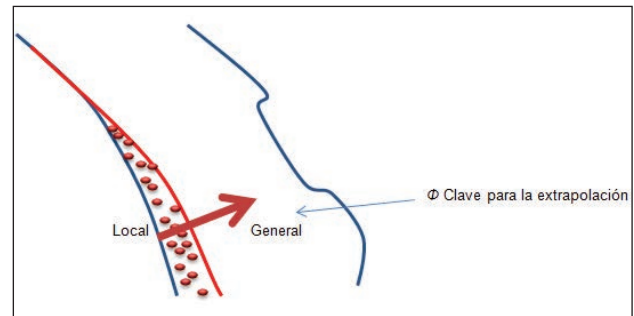 Φ Clave para la extrapolación
Local
General